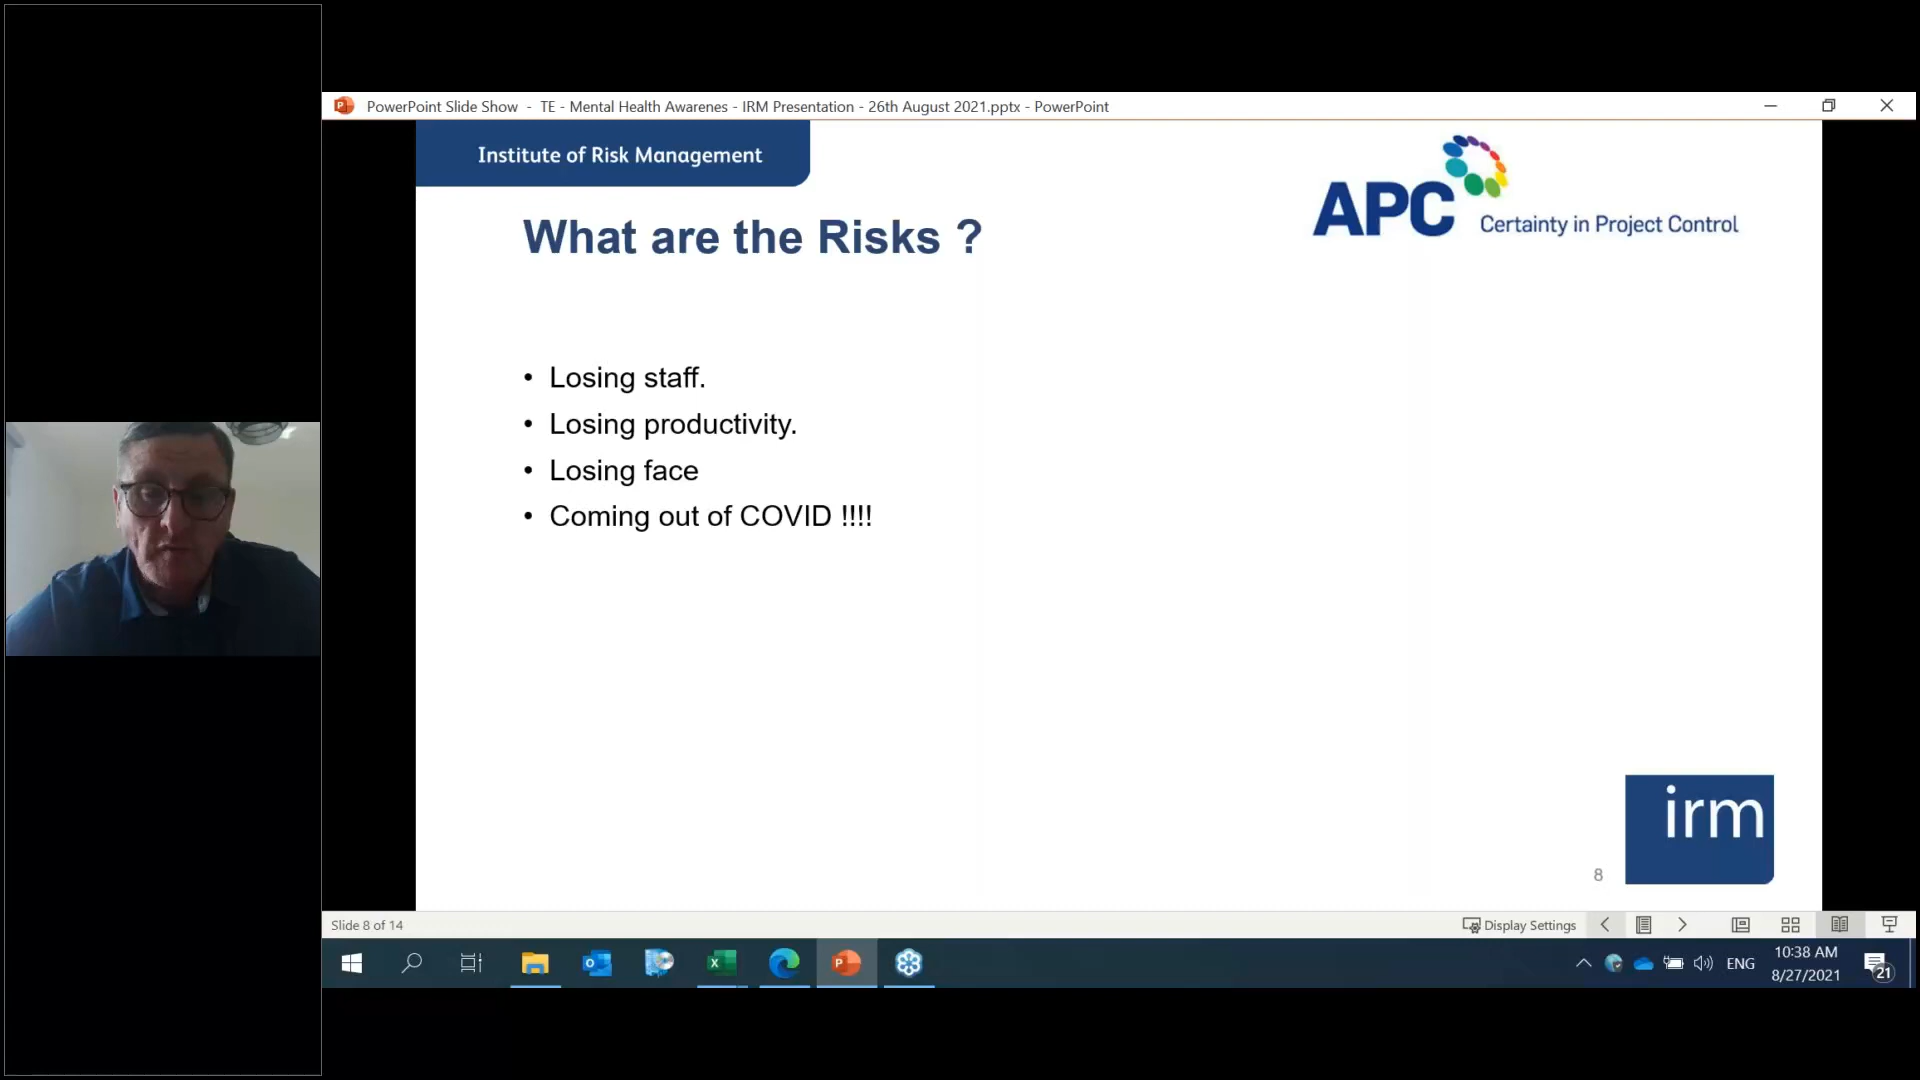 PowerPoint Slide Show - TE - Mental Health Awarenes - IRM Presentation - 26th August 2021.pptx - PowerPoint
Institute of Risk Management
APC Certainty in Project Control
What are the Risks ?
• Losing staff.
• Losing productivity.
• Losing face
• Coming out of COVID !!!!
irm
8
Slide 8 of 14
Display Settings
ENG
10:38 AM
8/27/2021
21